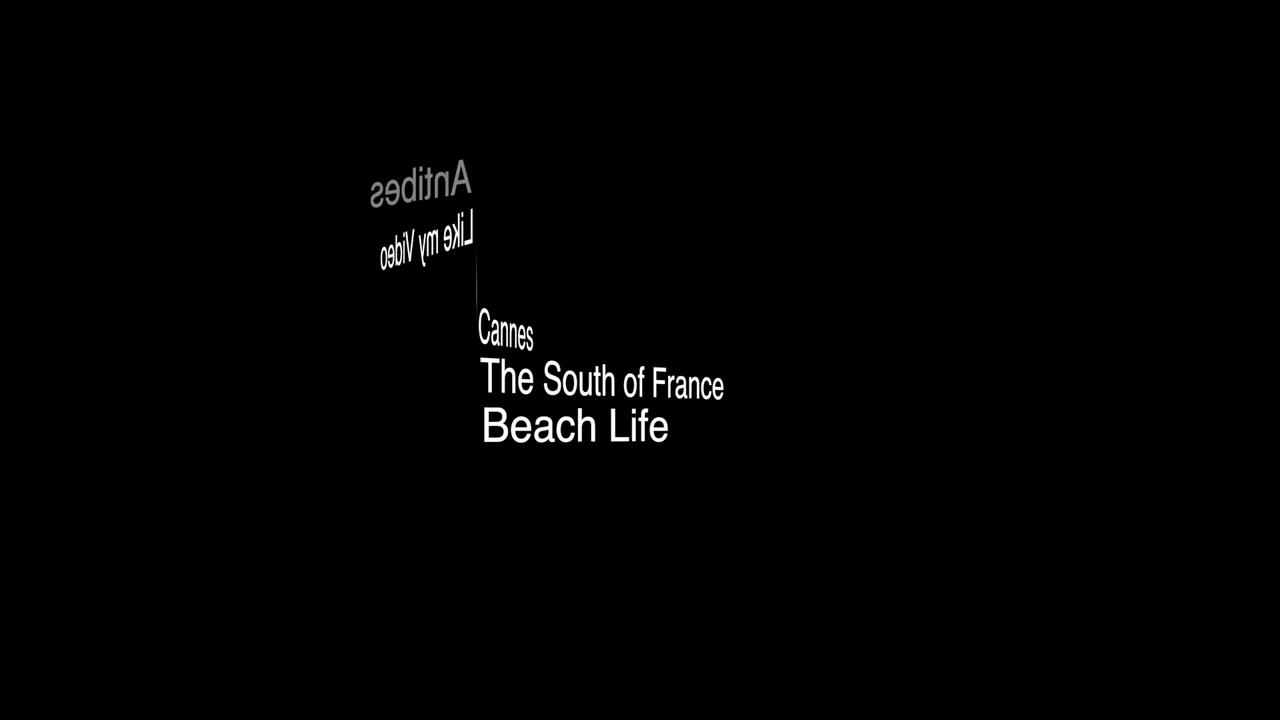 Antibes
Like my Video
Cannes
The South of France
Beach Life